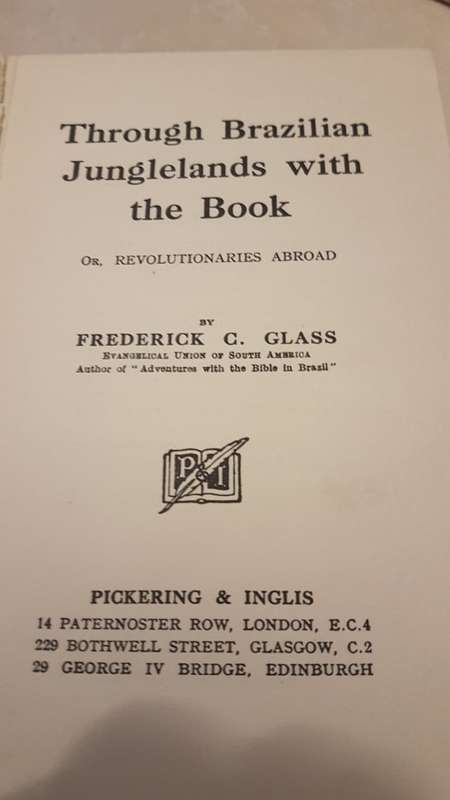 Through Brazilian
Junglelands with
the Book
OR, REVOLUTIONARIES ABROAD
BY
FREDERICK C. GLASS
EVANGELICAL UNION OF SOUTH AMERICA
Author of "Adventures with the Bible in Brazil"
P & I
PICKERING & INGLIS
14 PATERNOSTER ROW, LONDON, E.C.4
229 BOTHWELL STREET, GLASGOW, C.2
29 GEORGE IV BRIDGE, EDINBURGH